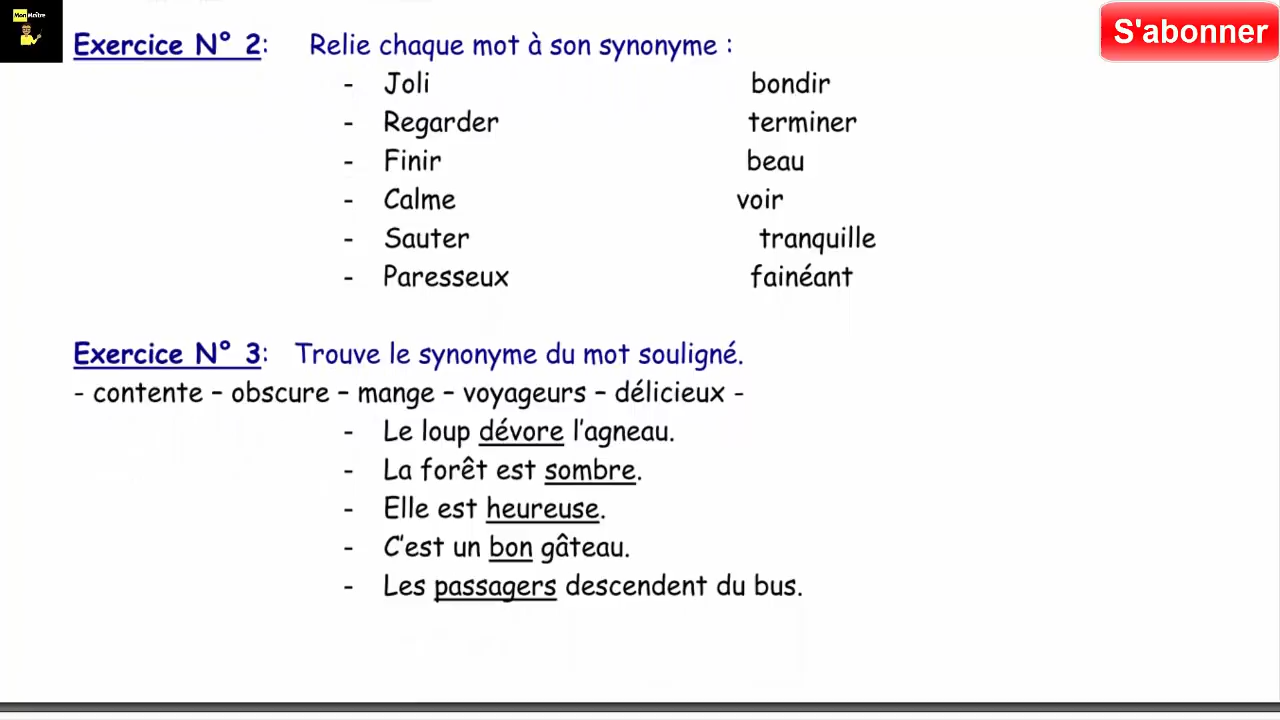 Mon Maître
S'abonner
Exercice N° 2: Relie chaque mot à son synonyme :
- Joli bondir
- Regarder terminer
- Finir beau
- Calme voir
- Sauter tranquille
- Paresseux fainéant
Exercice N° 3: Trouve le synonyme du mot souligné.
- contente – obscure – mange – voyageurs – délicieux -
- Le loup dévore l'agneau.
- La forêt est sombre.
- Elle est heureuse.
- C'est un bon gâteau.
- Les passagers descendent du bus.